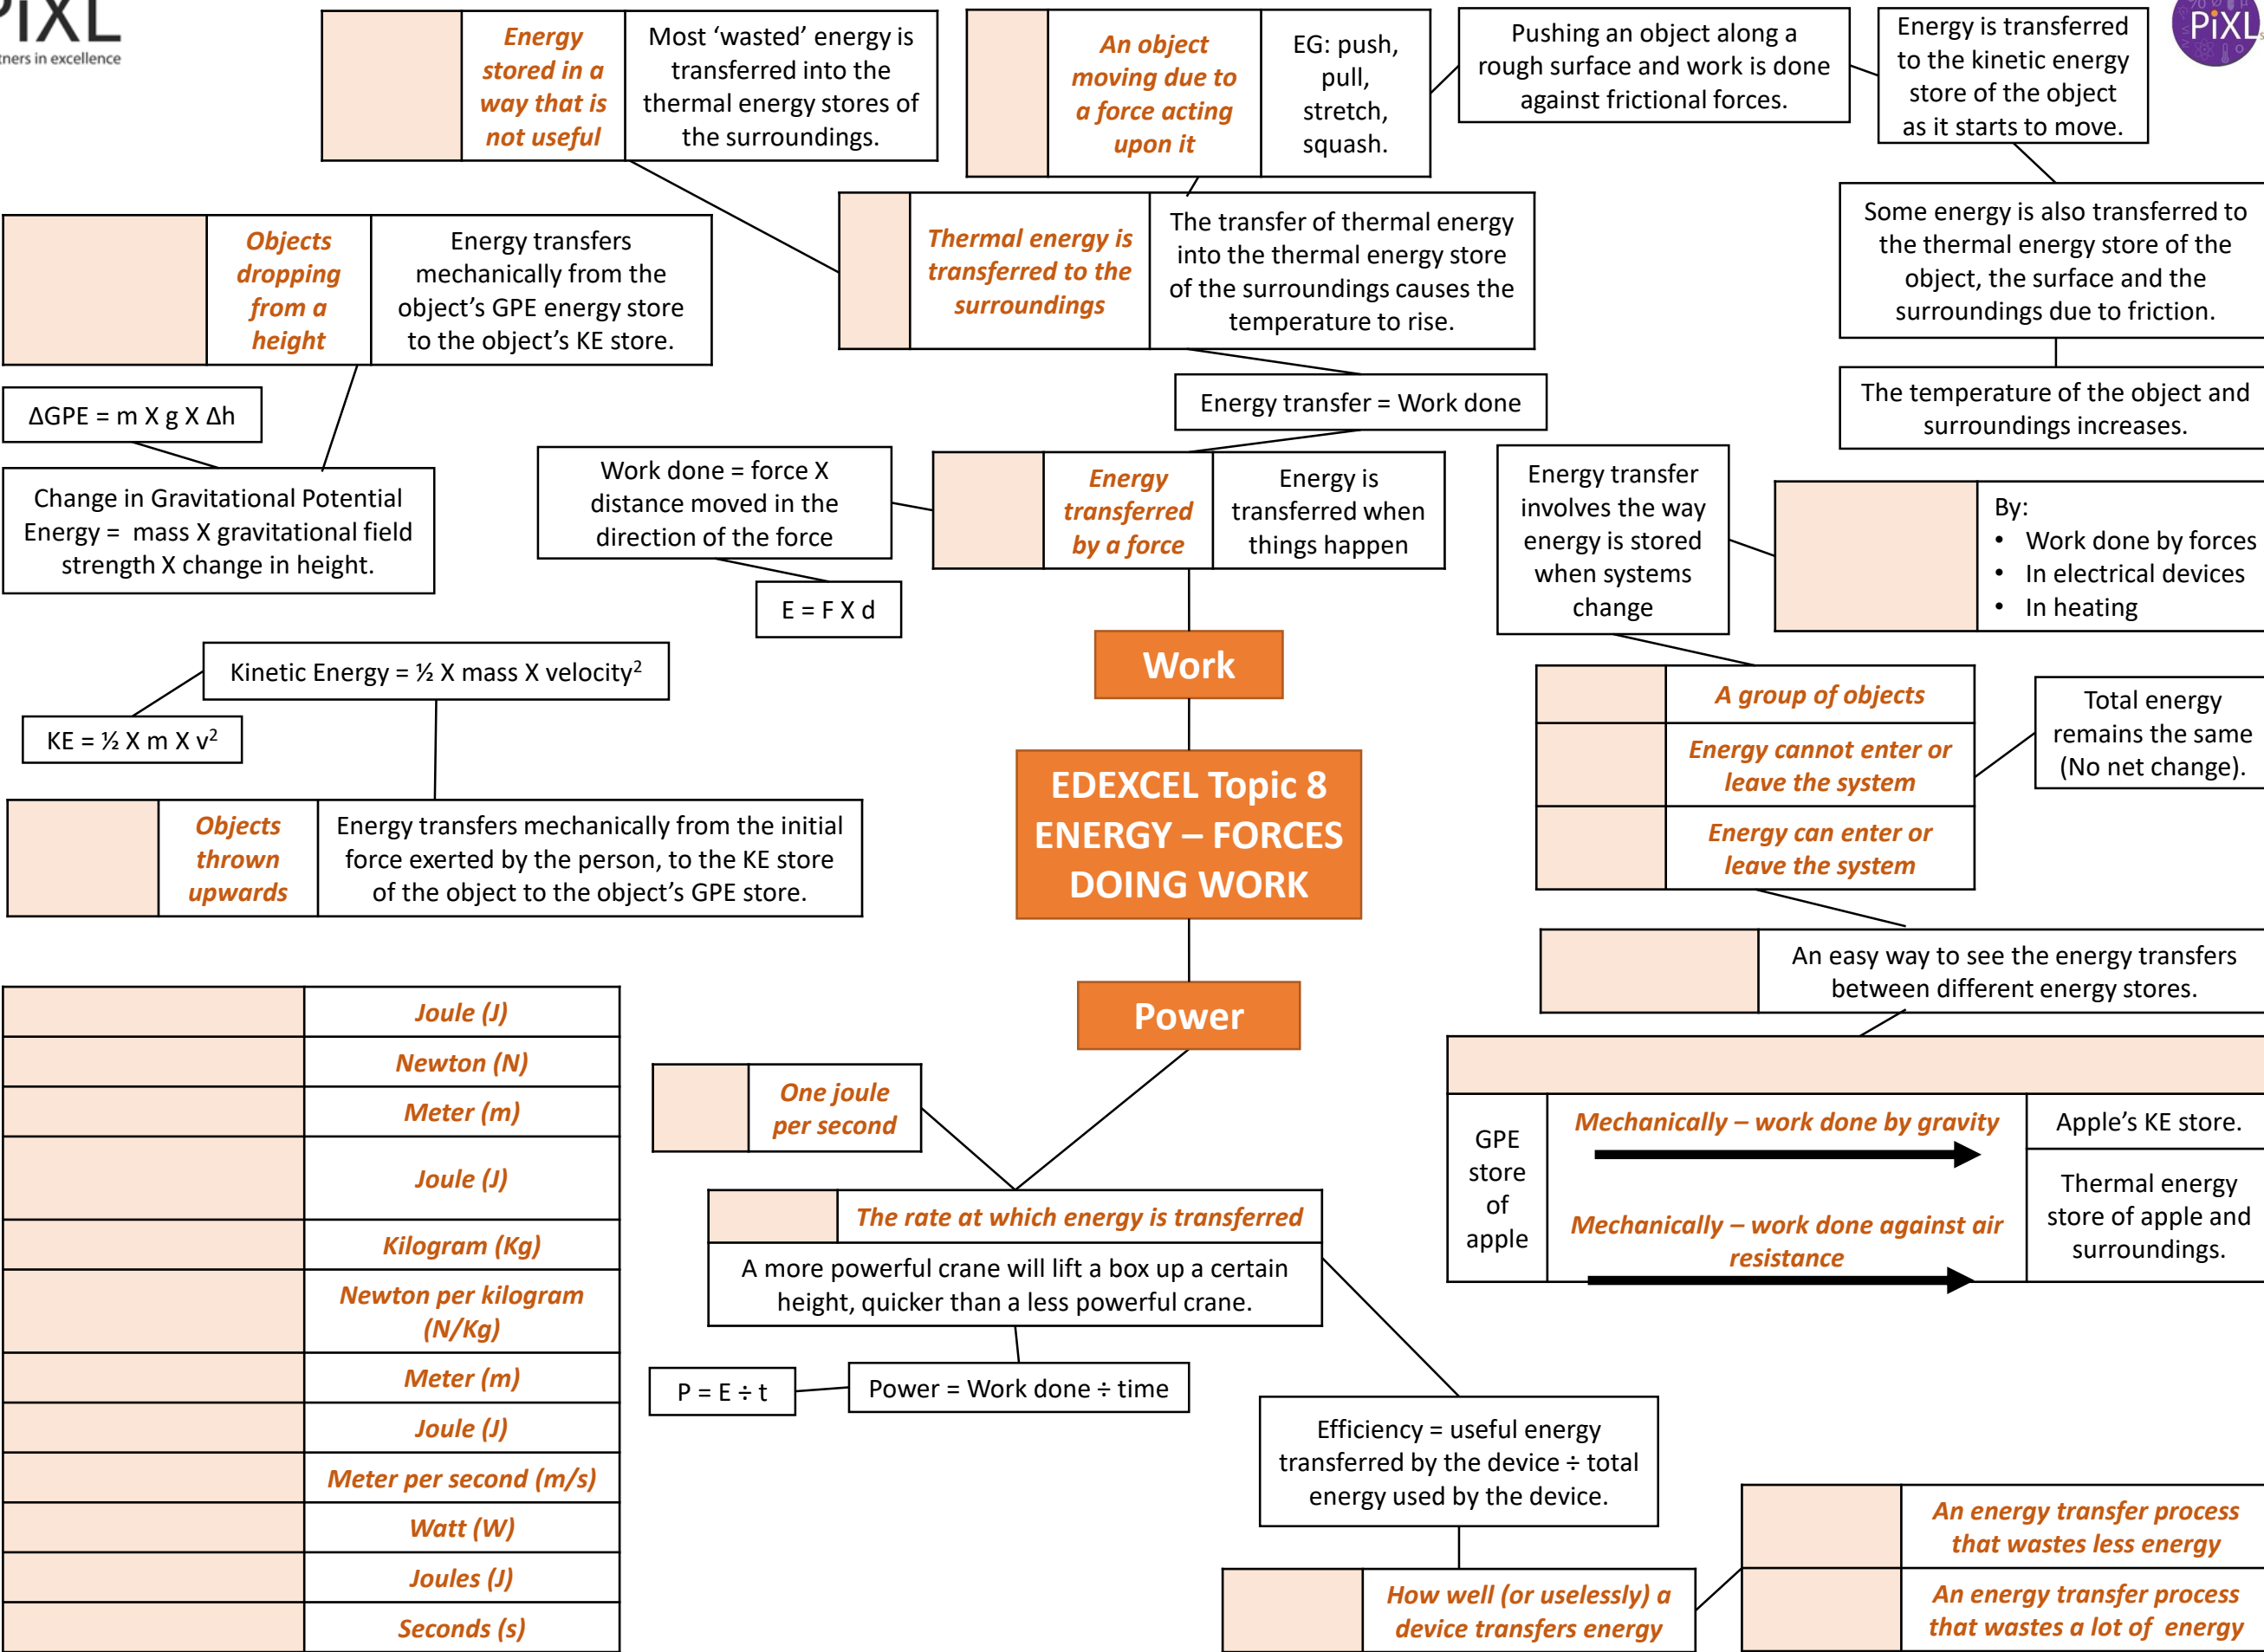 PiXL
partners in excellence
Energy
stored in a
way that is
not useful
Most ‘wasted’ energy is
transferred into the
thermal energy stores of
the surroundings.
An object
moving due to
a force acting
upon it
EG: push,
pull,
stretch,
squash.
Pushing an object along a
rough surface and work is done
against frictional forces.
Energy is transferred
to the kinetic energy
store of the object
as it starts to move.
PiXL
Objects
dropping
from a
height
Energy transfers
mechanically from the
object’s GPE energy store
to the object’s KE store.
Thermal energy is
transferred to the
surroundings
The transfer of thermal energy
into the thermal energy store
of the surroundings causes the
temperature to rise.
Some energy is also transferred to
the thermal energy store of the
object, the surface and the
surroundings due to friction.
The temperature of the object and
surroundings increases.
ΔGPE = m X g X Δh
Energy transfer = Work done
Change in Gravitational Potential
Energy = mass X gravitational field
strength X change in height.
Work done = force X
distance moved in the
direction of the force
E = F X d
Energy
transferred
by a force
Energy is
transferred when
things happen
Energy transfer
involves the way
energy is stored
when systems
change
By:
• Work done by forces
• In electrical devices
• In heating
Kinetic Energy = ½ X mass X velocity²
KE = ½ X m X v²
Work
A group of objects
Energy cannot enter or
leave the system
Energy can enter or
leave the system
Total energy
remains the same
(No net change).
EDEXCEL Topic 8
ENERGY – FORCES
DOING WORK
Objects
thrown
upwards
Energy transfers mechanically from the initial
force exerted by the person, to the KE store
of the object to the object’s GPE store.
An easy way to see the energy transfers
between different energy stores.
Power
Joule (J)
Newton (N)
Meter (m)
Joule (J)
Kilogram (Kg)
Newton per kilogram
(N/Kg)
Meter (m)
Joule (J)
Meter per second (m/s)
Watt (W)
Joules (J)
Seconds (s)
One joule
per second
The rate at which energy is transferred
A more powerful crane will lift a box up a certain
height, quicker than a less powerful crane.
P = E ÷ t
Power = Work done ÷ time
GPE
store
of
apple
Mechanically – work done by gravity
Mechanically – work done against air
resistance
Apple’s KE store.
Thermal energy
store of apple and
surroundings.
Efficiency = useful energy
transferred by the device ÷ total
energy used by the device.
How well (or uselessly) a
device transfers energy
An energy transfer process
that wastes less energy
An energy transfer process
that wastes a lot of energy